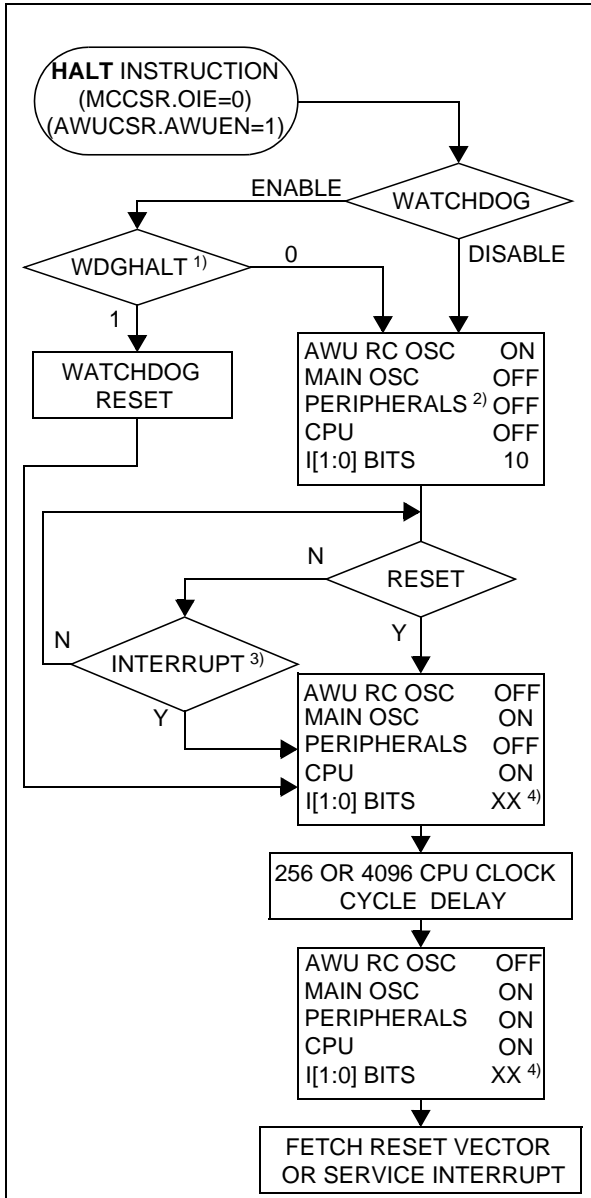 HALT INSTRUCTION
(MCCSR.OIE=0)
(AWUCSR.AWUEN=1)
ENABLE
WATCHDOG
WDGHALT 1)
0
DISABLE
1
WATCHDOG
RESET
AWU RC OSC ON
MAIN OSC OFF
PERIPHERALS 2) OFF
CPU OFF
I[1:0] BITS 10
N
RESET
N
Y
INTERRUPT 3)
Y
AWU RC OSC OFF
MAIN OSC ON
PERIPHERALS OFF
CPU ON
I[1:0] BITS XX 4)
256 OR 4096 CPU CLOCK
CYCLE DELAY
AWU RC OSC OFF
MAIN OSC ON
PERIPHERALS ON
CPU ON
I[1:0] BITS XX 4)
FETCH RESET VECTOR
OR SERVICE INTERRUPT